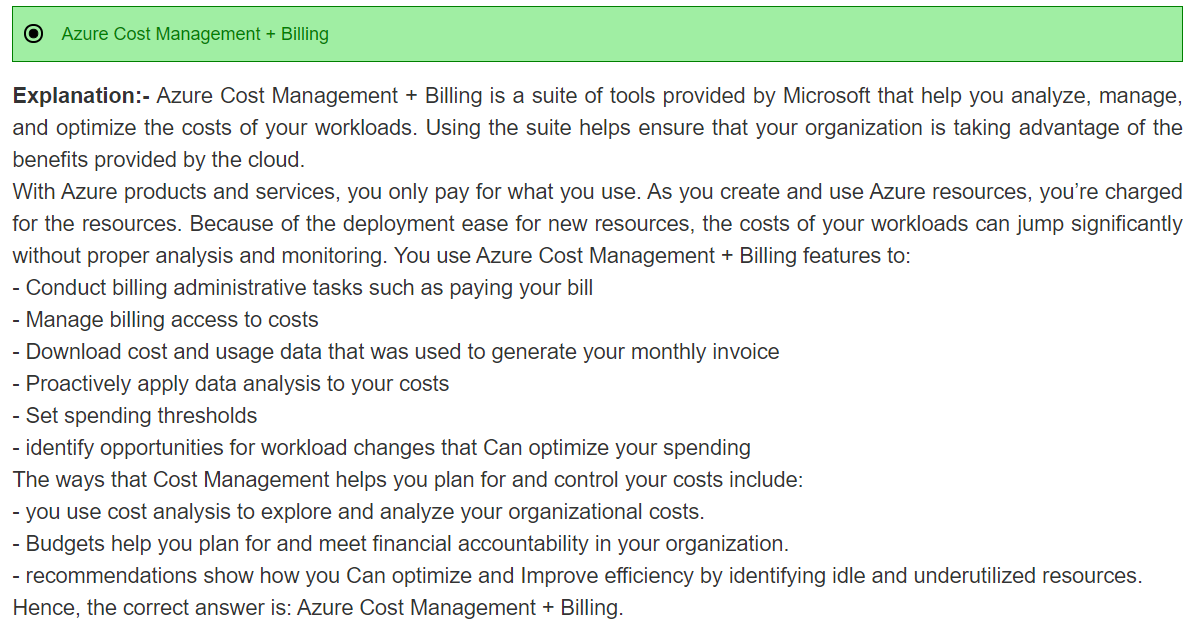 Azure Cost Management + Billing
Explanation:- Azure Cost Management + Billing is a suite of tools provided by Microsoft that help you analyze, manage,
and optimize the costs of your workloads. Using the suite helps ensure that your organization is taking advantage of the
benefits provided by the cloud.
With Azure products and services, you only pay for what you use. As you create and use Azure resources, you’re charged
for the resources. Because of the deployment ease for new resources, the costs of your workloads can jump significantly
without proper analysis and monitoring. You use Azure Cost Management + Billing features to:
- Conduct billing administrative tasks such as paying your bill
- Manage billing access to costs
- Download cost and usage data that was used to generate your monthly invoice
- Proactively apply data analysis to your costs
- Set spending thresholds
- identify opportunities for workload changes that Can optimize your spending
The ways that Cost Management helps you plan for and control your costs include:
- you use cost analysis to explore and analyze your organizational costs.
- Budgets help you plan for and meet financial accountability in your organization.
- recommendations show how you Can optimize and Improve efficiency by identifying idle and underutilized resources.
Hence, the correct answer is: Azure Cost Management + Billing.